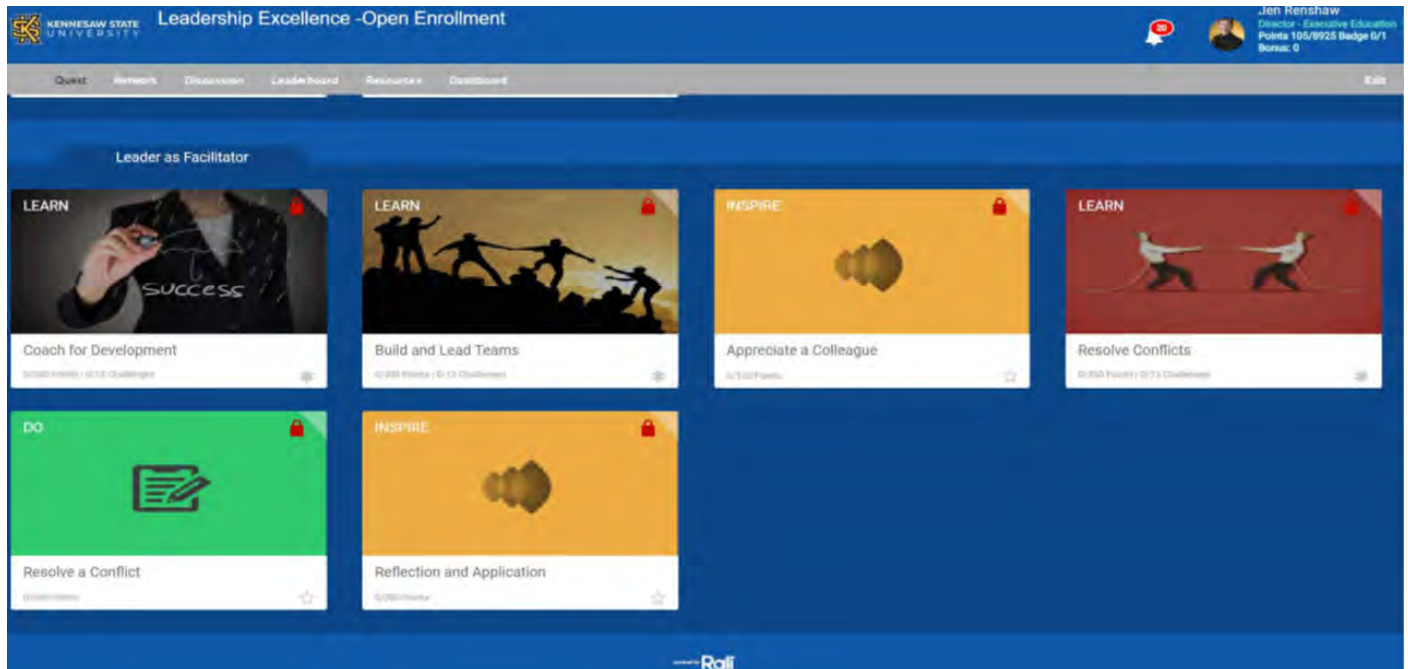 KENNESAW STATE
UNIVERSITY
Leadership Excellence -Open Enrollment
20
Jen Renshaw
Director - Executive Education
Points 105/8925 Badge 0/1
Bonus: 0
Quest Network Discussion Leaderboard Resources Dashboard
Exit
Leader as Facilitator
LEARN
success
Coach for Development
LEARN
Build and Lead Teams
INSPIRE
Appreciate a Colleague
LEARN
Resolve Conflicts
DO
Resolve a Conflict
INSPIRE
Reflection and Application
Rali